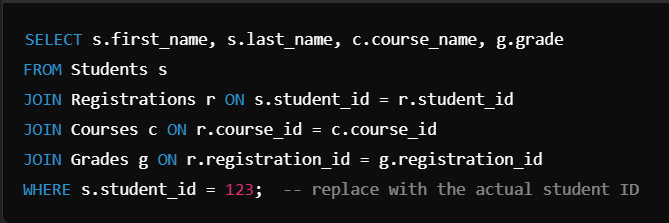 SELECT s.first_name, s.last_name, c.course_name, g.grade
FROM Students s
JOIN Registrations r ON s.student_id = r.student_id
JOIN Courses c ON r.course_id = c.course_id
JOIN Grades g ON r.registration_id = g.registration_id
WHERE s.student_id = 123;  -- replace with the actual student ID